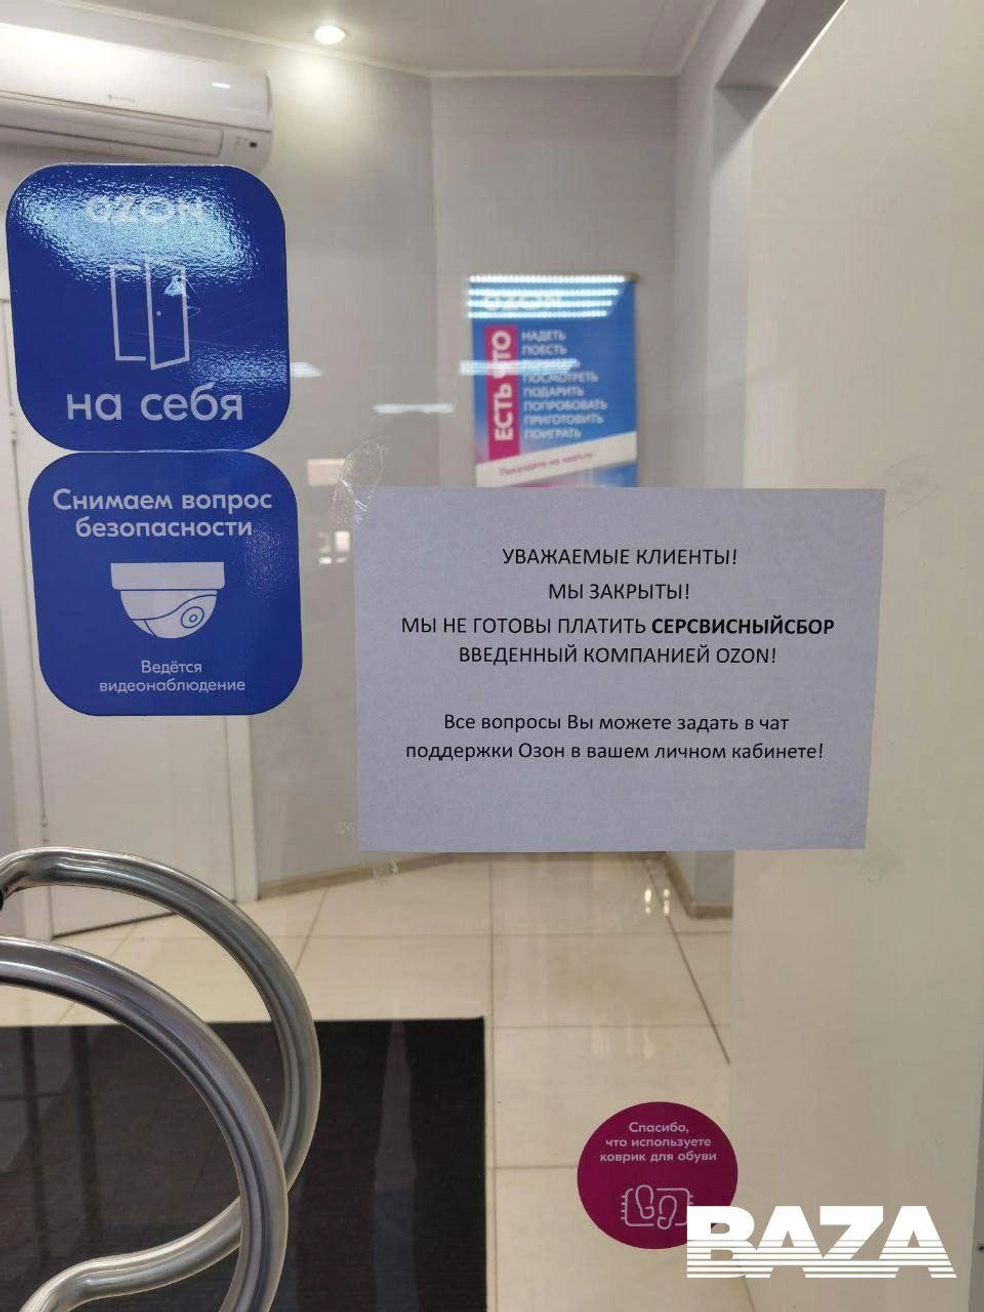 OZON
на себя
Снимаем вопрос
безопасности
Ведётся
видеонаблюдение
OZON
ЕСТЬ ЧТО
НАДЕТЬ
ПОЕСТЬ
ПОСМОТРЕТЬ
ПОДАРИТЬ
ПОПРОБОВАТЬ
ПРИГОТОВИТЬ
ПОИГРАТЬ
УВАЖАЕМЫЕ КЛИЕНТЫ!
МЫ ЗАКРЫТЫ!
МЫ НЕ ГОТОВЫ ПЛАТИТЬ СЕРСВИСНЫЙСБОР
ВВЕДЕННЫЙ КОМПАНИЕЙ OZON!
Все вопросы Вы можете задать в чат
поддержки Озон в вашем личном кабинете!
Спасибо,
что используете
коврик для обуви
BAZA